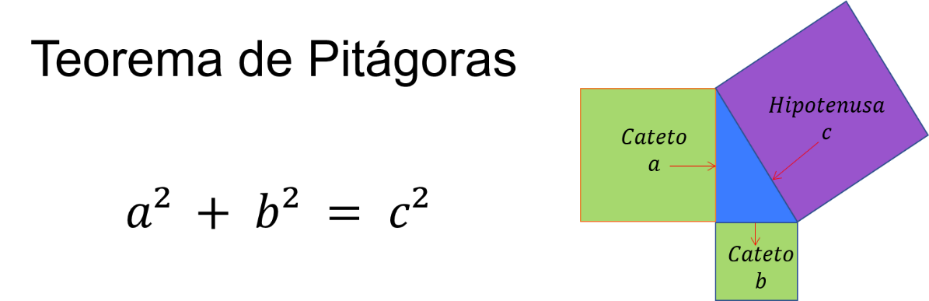 Teorema de Pitágoras
a² + b² = c²
Cateto
a
Hipotenusa
c
Cateto
b